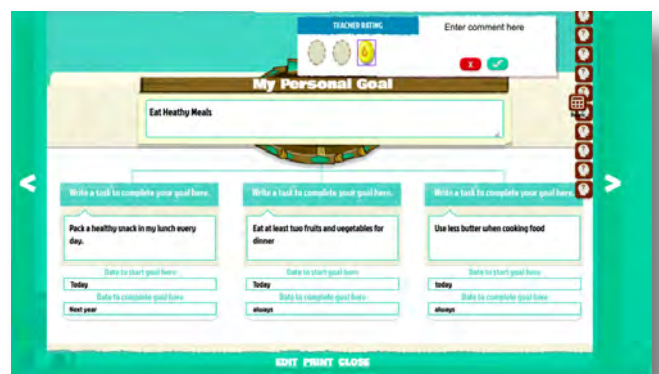 TEACHER RATING
Enter comment here
X
My Personal Goal
Eat Heathy Meals
Write a task to complete your goal here.
Write a task to complete your goal here.
Write a task to complete your goal here.
Pack a healthy snack in my lunch every
day.
Eat at least two fruits and vegetables for
dinner
Use less butter when cooking food
Date to start goal here
Date to start goal here
Date to start goal here
Today
Today
today
Date to complete goal here
Date to complete goal here
Date to complete goal here
Next year
always
always
EDIT PRINT CLOSE